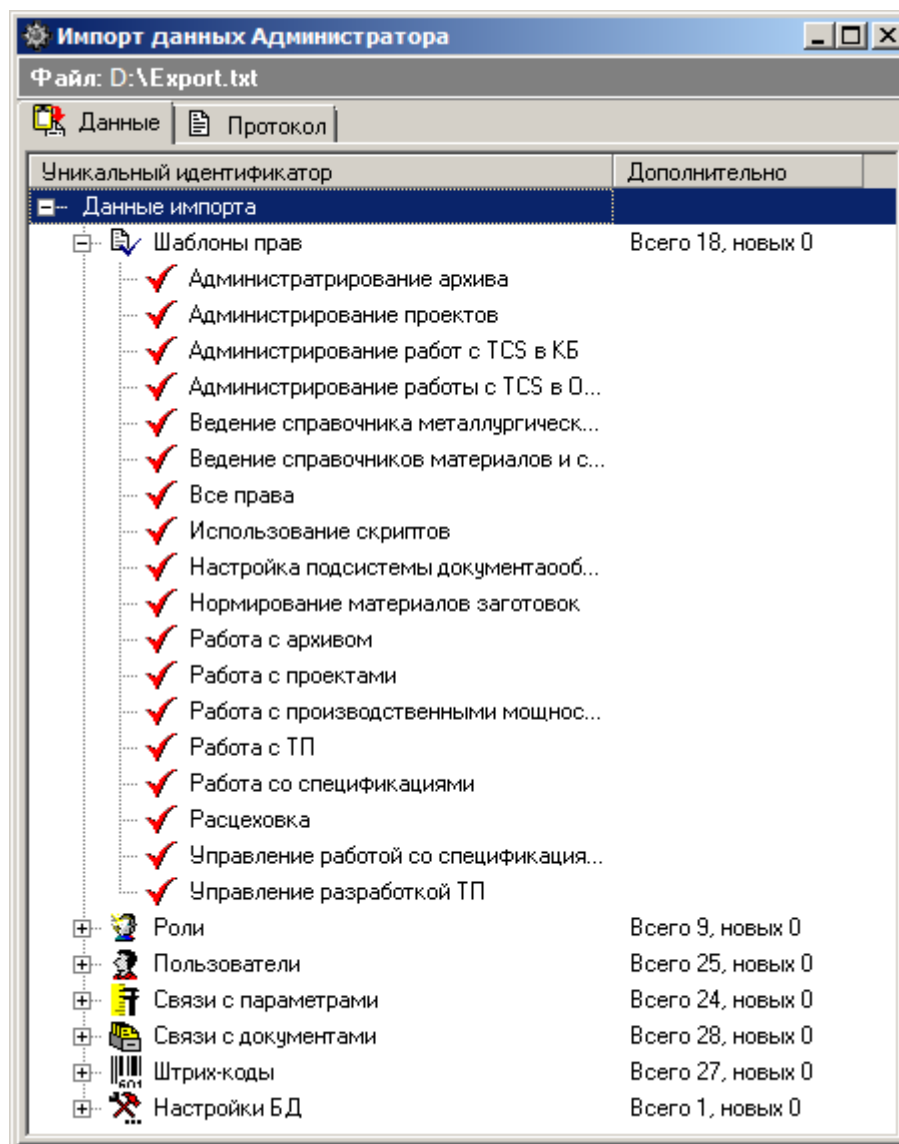 Импорт данных Администратора
Файл: D:\Export.txt
Данные Протокол
Уникальный идентификатор Дополнительно
Данные импорта
Шаблоны прав Всего 18, новых 0
Администратрирование архива
Администрирование проектов
Администрирование работ с TCS в КБ
Администрирование работы с TCS в О...
Ведение справочника металлургическ...
Ведение справочников материалов и с...
Все права
Использование скриптов
Настройка подсистемы документаооб...
Нормирование материалов заготовок
Работа с архивом
Работа с проектами
Работа с производственными мощнос...
Работа с ТП
Работа со спецификациями
Расцеховка
Управление работой со спецификация...
Управление разработкой ТП
Роли Всего 9, новых 0
Пользователи Всего 25, новых 0
Связи с параметрами Всего 24, новых 0
Связи с документами Всего 28, новых 0
Штрих-коды Всего 27, новых 0
Настройки БД Всего 1, новых 0